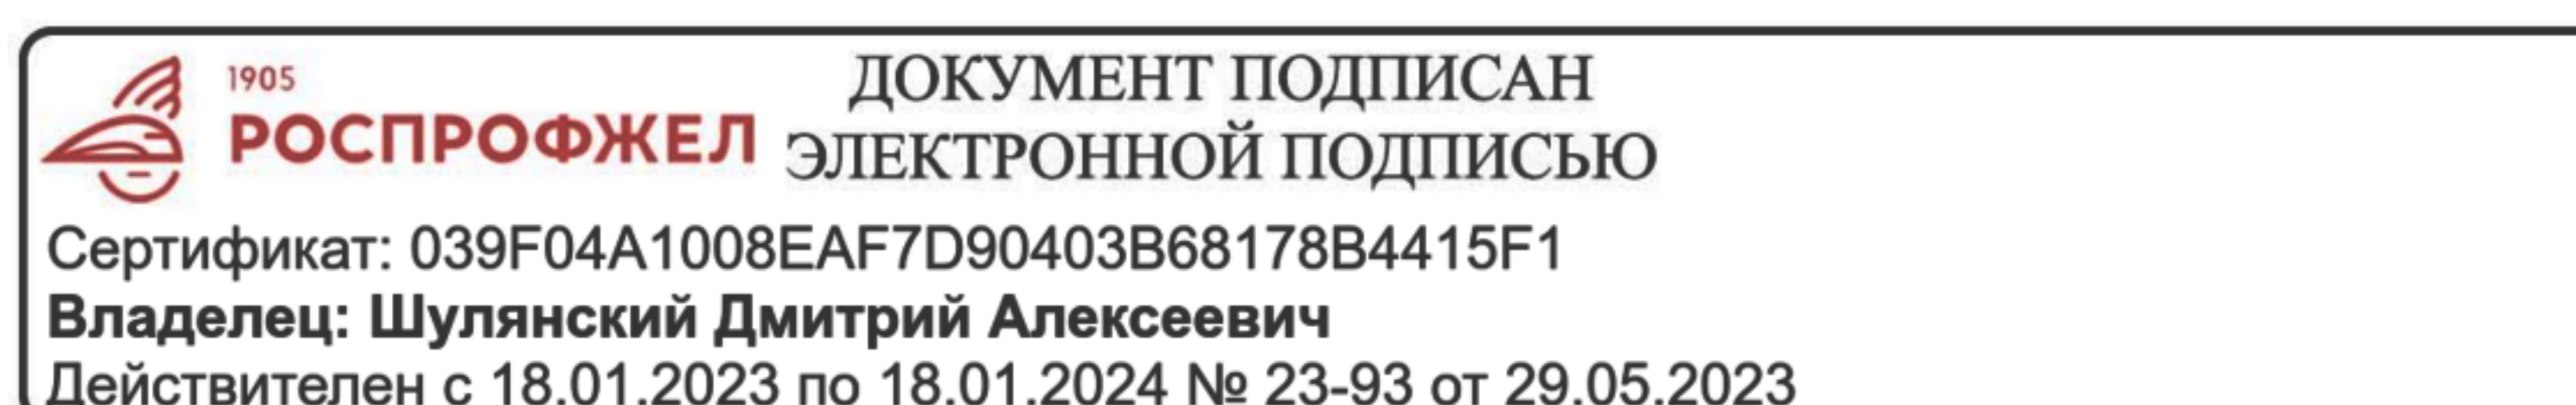 1905
РОСПРОФЖЕЛ
ДОКУМЕНТ ПОДПИСАН
ЭЛЕКТРОННОЙ ПОДПИСЬЮ
Сертификат: 039F04A1008EAF7D90403B68178B4415F1
Владелец: Шулянский Дмитрий Алексеевич
Действителен с 18.01.2023 по 18.01.2024 № 23-93 от 29.05.2023